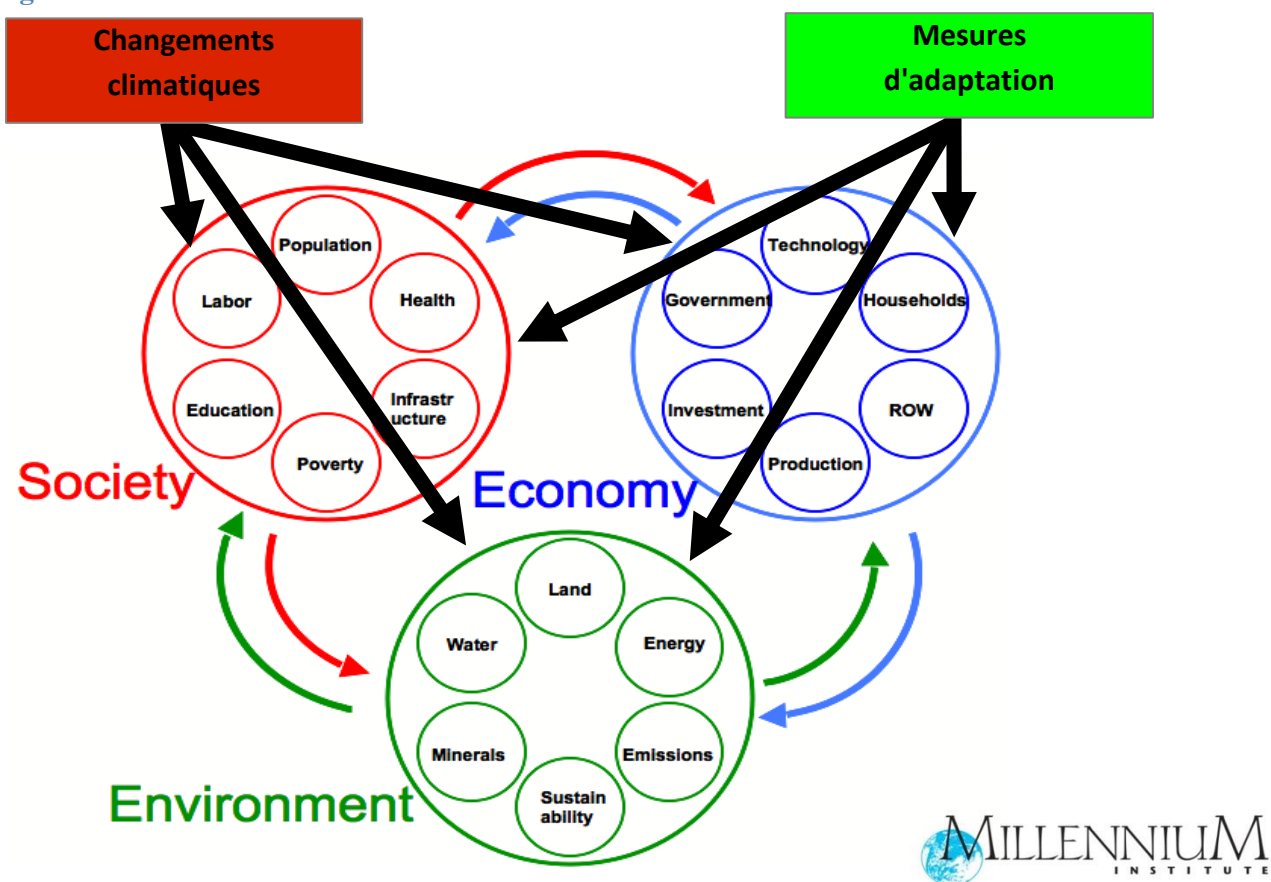 Changements
climatiques
Mesures
d'adaptation
Population
Labor
Health
Education
Infrastr
ucture
Poverty
Society
Technology
Government
Households
Investment
ROW
Production
Economy
Land
Water
Energy
Minerals
Emissions
Sustain
ability
Environment
MILLENNIUM
INSTITUTE